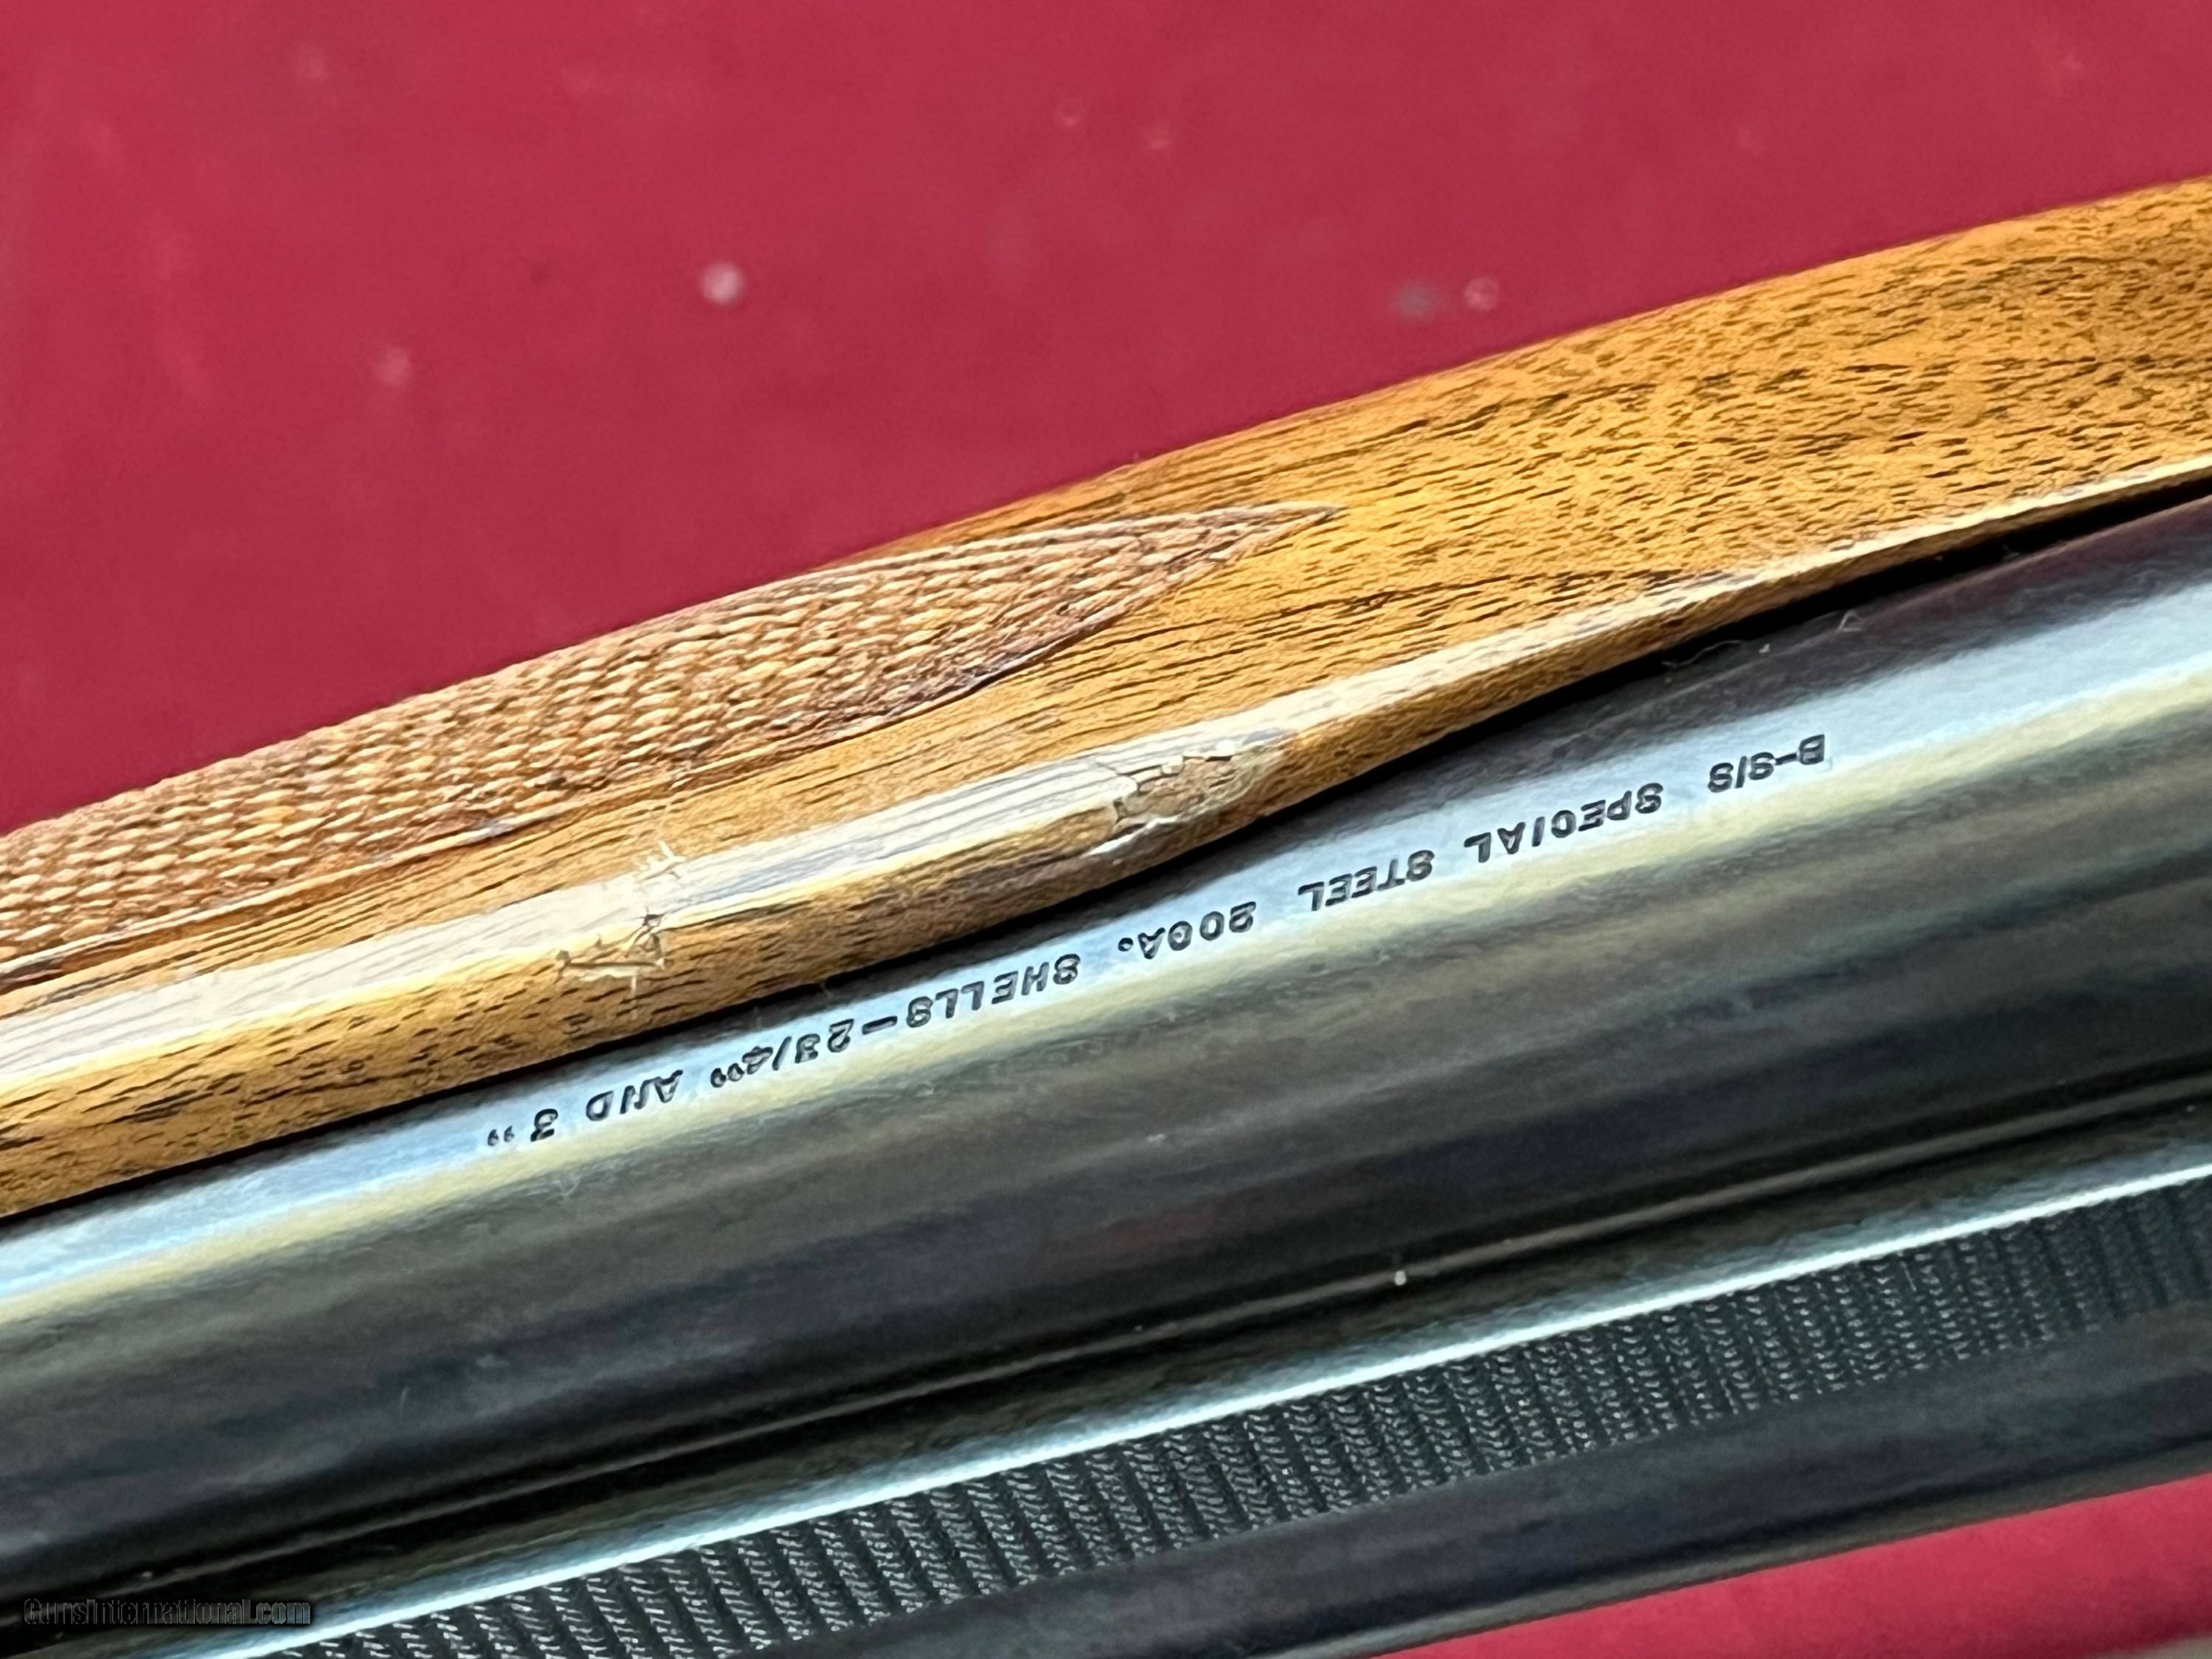 B-S/S SPECIAL STEEL 20GA. SHELLS-23/4" AND 3"
GunsInternational.com